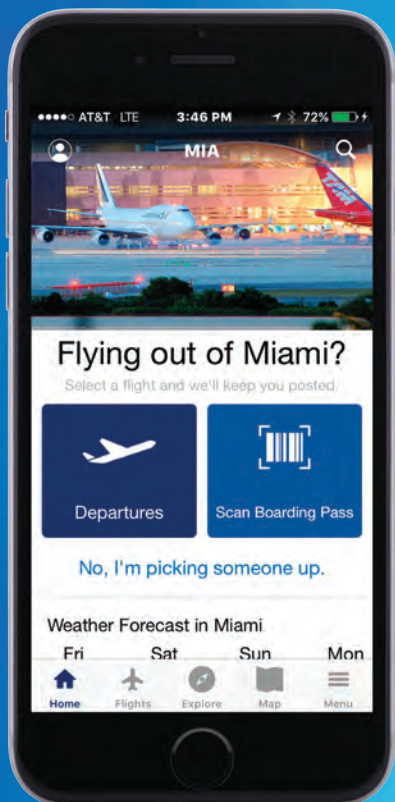 AT&T LTE 3:46 PM 72%
MIA
TAM
Flying out of Miami?
Select a flight and we'll keep you posted.
Departures
Scan Boarding Pass
No, I'm picking someone up.
Weather Forecast in Miami
Fri Sat Sun Mon
Home Flights Explore Map Menu